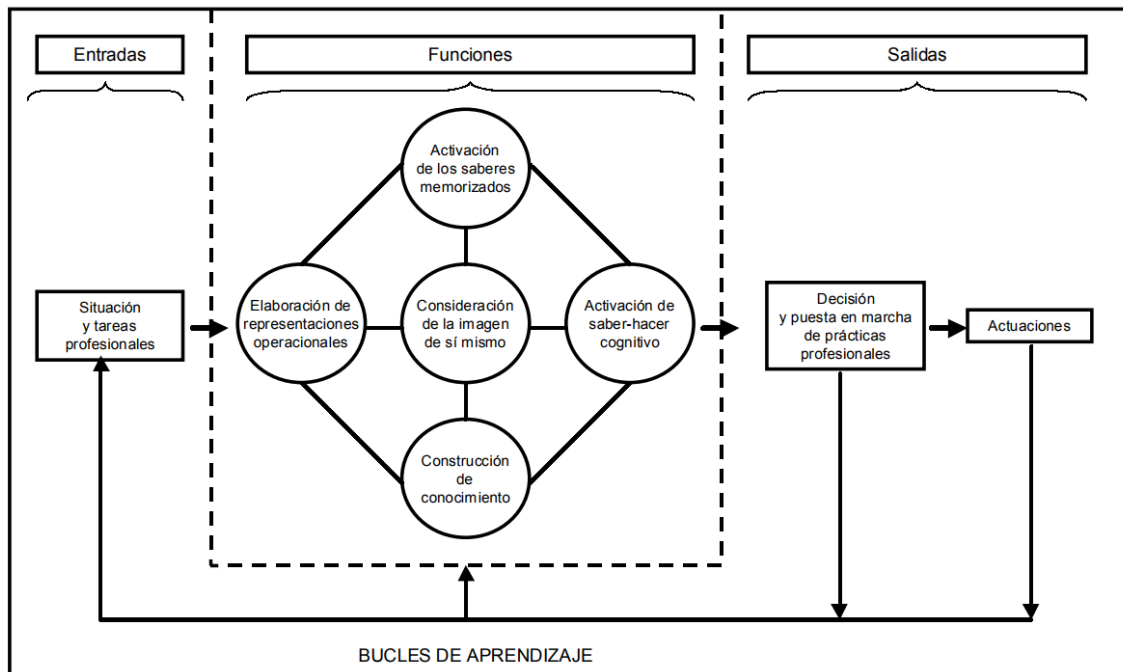 Entradas
Funciones
Salidas
Activación
de los saberes
memorizados
Situación
y tareas
profesionales
Elaboración de
representaciones
operacionales
Consideración
de la imagen
de sí mismo
Activación de
saber-hacer
cognitivo
Decisión
y puesta en marcha
de prácticas
profesionales
Actuaciones
Construcción
de
conocimiento
BUCLES DE APRENDIZAJE